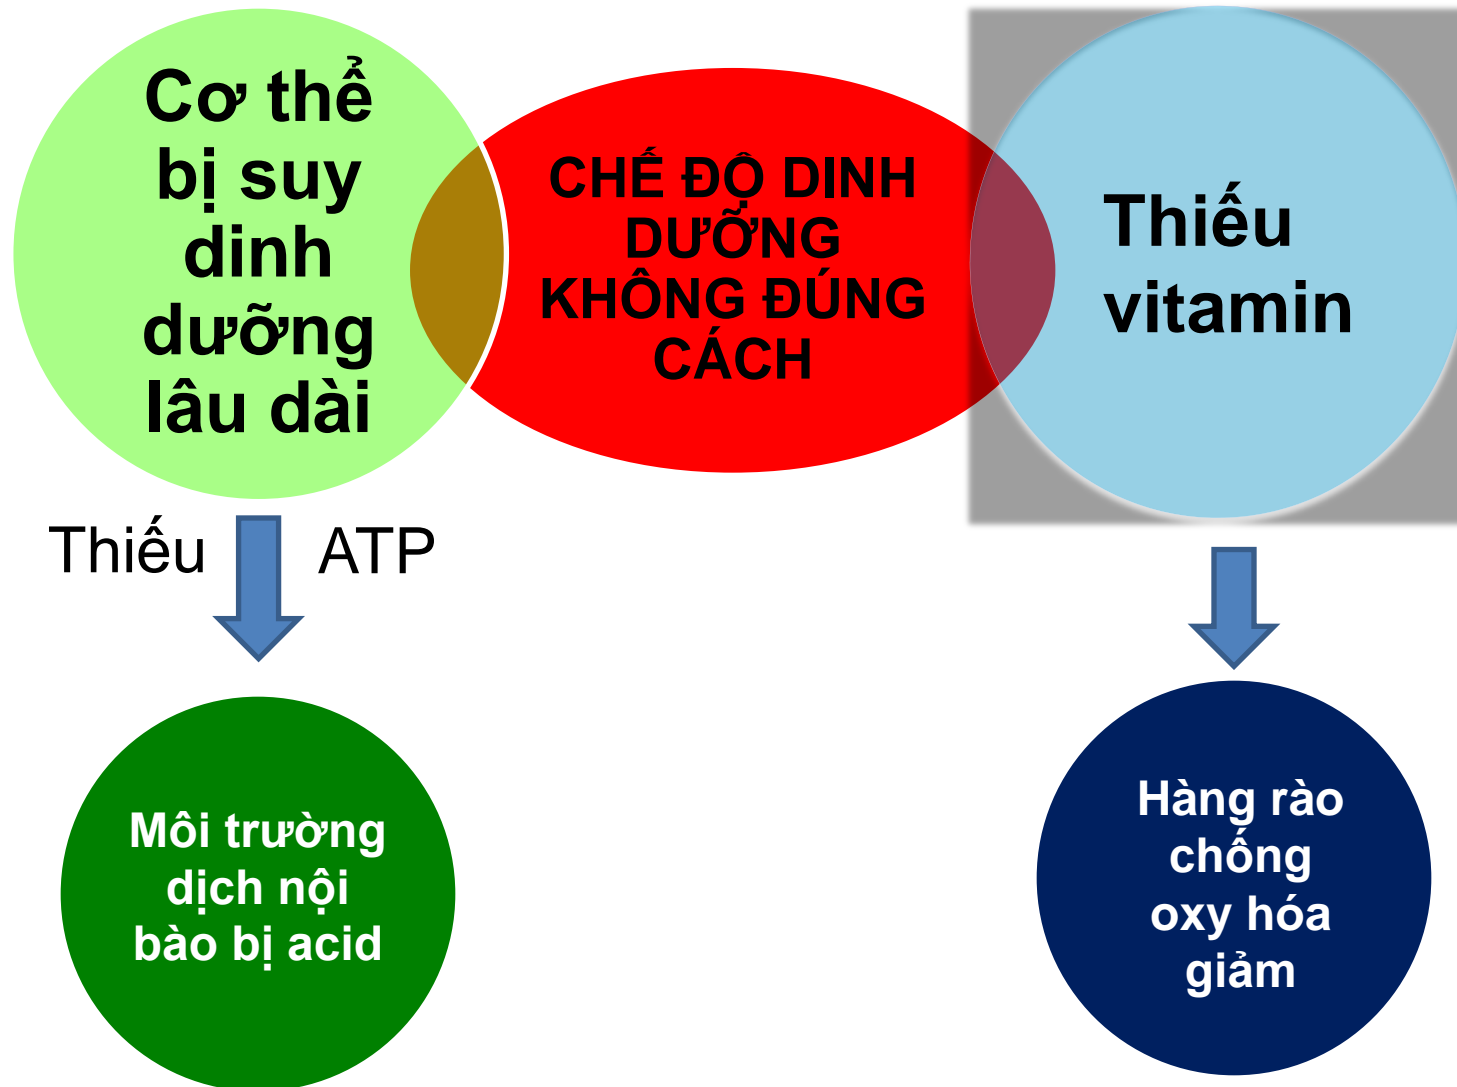 Cơ thể
bị suy
dinh
dưỡng
lâu dài
CHẾ ĐỘ DINH
DƯỠNG
KHÔNG ĐÚNG
CÁCH
Thiếu
vitamin
Thiếu ATP
Môi trường
dịch nội
bào bị acid
Hàng rào
chống
oxy hóa
giảm